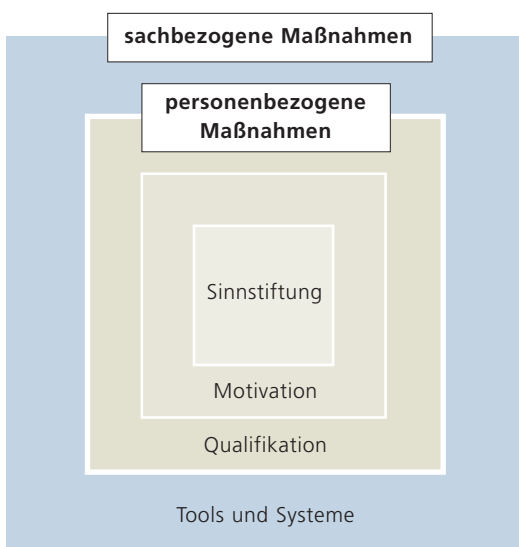 sachbezogene Maßnahmen
personenbezogene
Maßnahmen
Sinnstiftung
Motivation
Qualifikation
Tools und Systeme